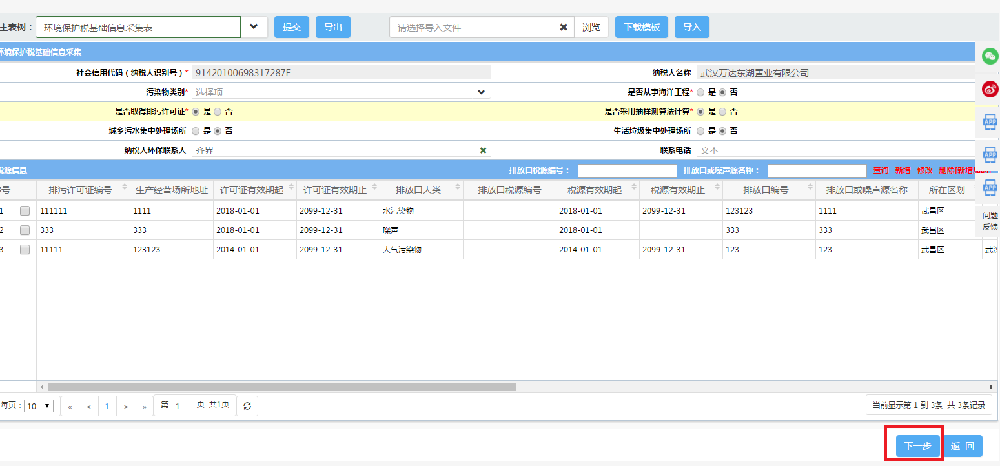 主表树： 环境保护税基础信息采集表 提交 导出 请选择导入文件 浏览 下载模板 导入
环境保护税基础信息采集
社会信用代码（纳税人识别号）* 91420100698317287F 纳税人名称 武汉万达东湖置业有限公司
污染物类别* 选择项 是否从事海洋工程* 是 否
是否取得排污许可证* 是 否 是否采用抽样测算法计算* 是 否
城乡污水集中处理场所 是 否 生活垃圾集中处理场所 是 否
纳税人环保联系人 齐界 联系电话 文本
税源信息 排放口税源编号： 排放口或噪声源名称： 查询 新增 修改 删除[新增
序号 排污许可证编号 生产经营场所地址 许可证有效期起 许可证有效期止 排放口大类 排放口税源编号 税源有效期起 税源有效期止 排放口编号 排放口或噪声源名称 所在区划
1 111111 1111 2018-01-01 2099-12-31 水污染物 2018-01-01 2099-12-31 123123 1111 武昌区
2 333 333 2018-01-01 2099-12-31 噪声 2018-01-01 333 333 武昌区
3 11111 123123 2014-01-01 2099-12-31 大气污染物 2014-01-01 2099-12-31 123 123 武昌区 武汉
APP
APP
APP
问题
反馈
每页： 10 « < 1 > » 第 1 页 共1页 当前显示第 1 到 3条 共 3条记录
下一步 返 回